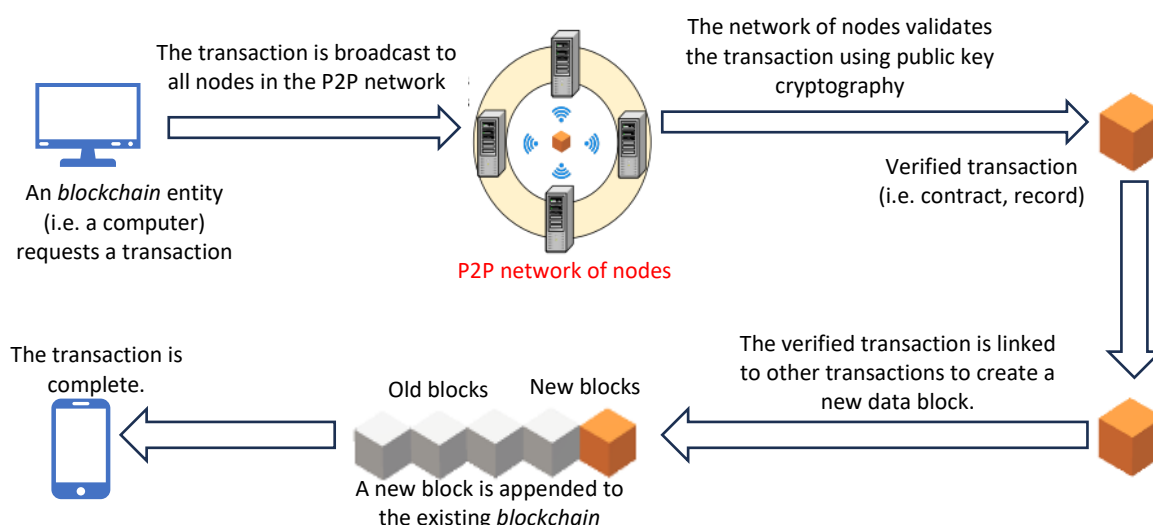 The transaction is broadcast to
all nodes in the P2P network
The network of nodes validates
the transaction using public key
cryptography
An blockchain entity
(i.e. a computer)
requests a transaction
P2P network of nodes
Verified transaction
(i.e. contract, record)
The verified transaction is linked
to other transactions to create a
new data block.
Old blocks
New blocks
A new block is appended to
the existing blockchain
The transaction is
complete.